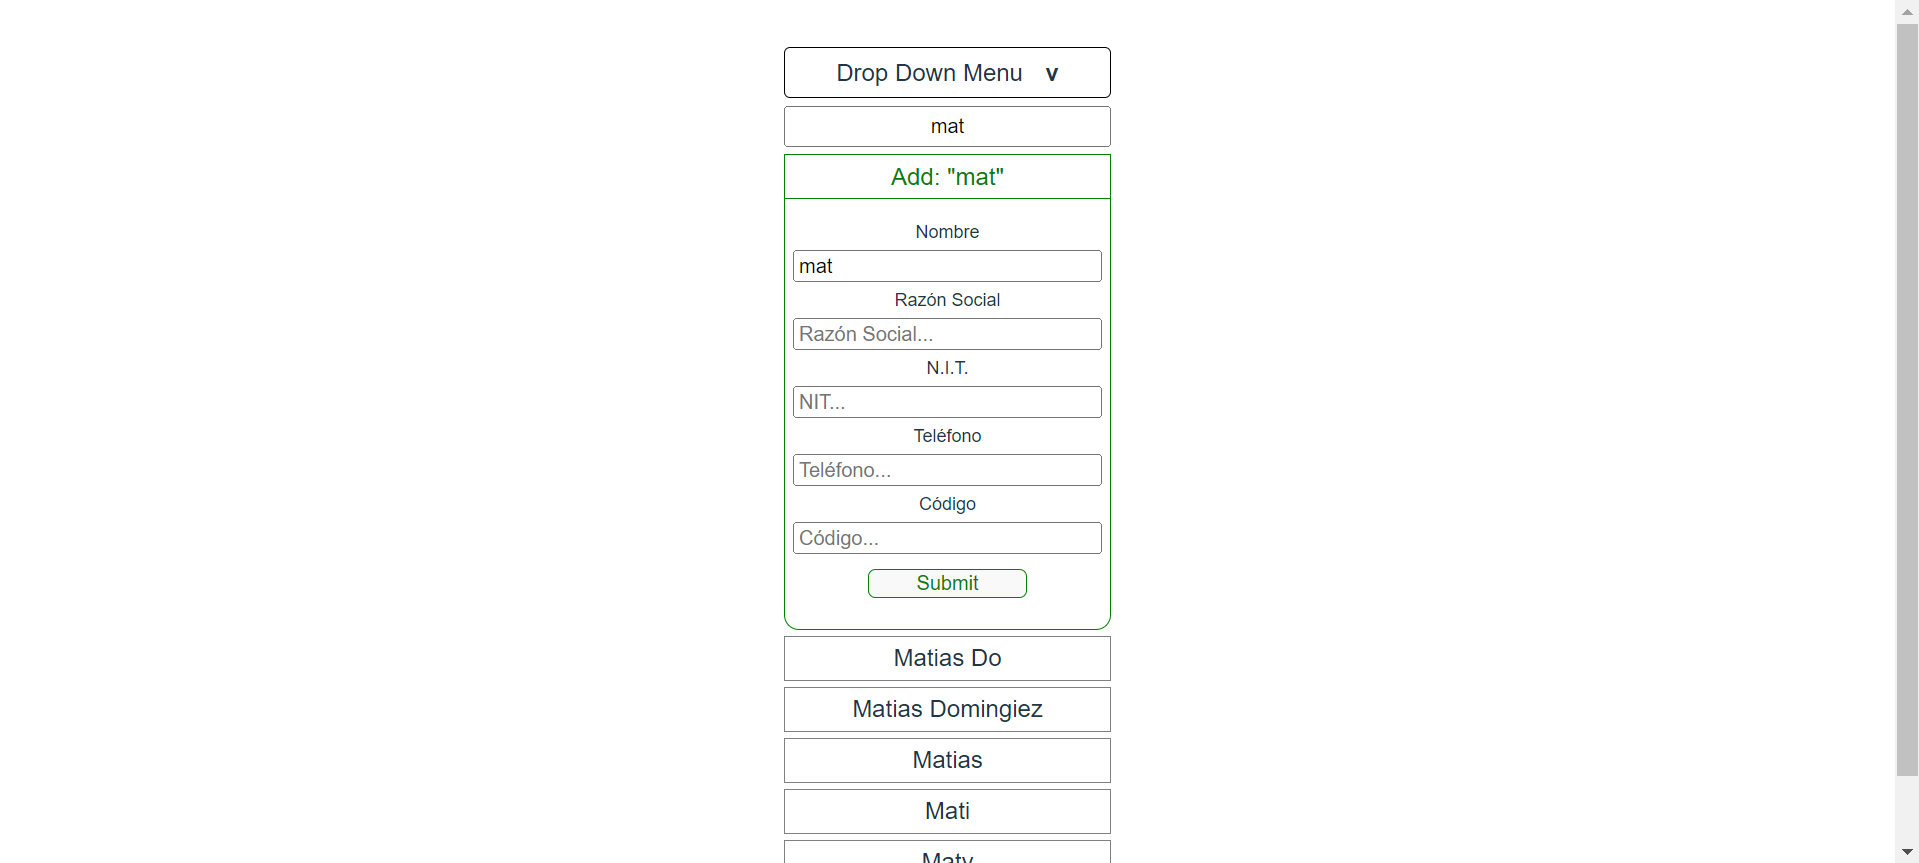 Drop Down Menu v
mat
Add: "mat"
Nombre
mat
Razón Social
Razón Social...
N.I.T.
NIT...
Teléfono
Teléfono...
Código
Código...
Submit
Matias Do
Matias Domingiez
Matias
Mati